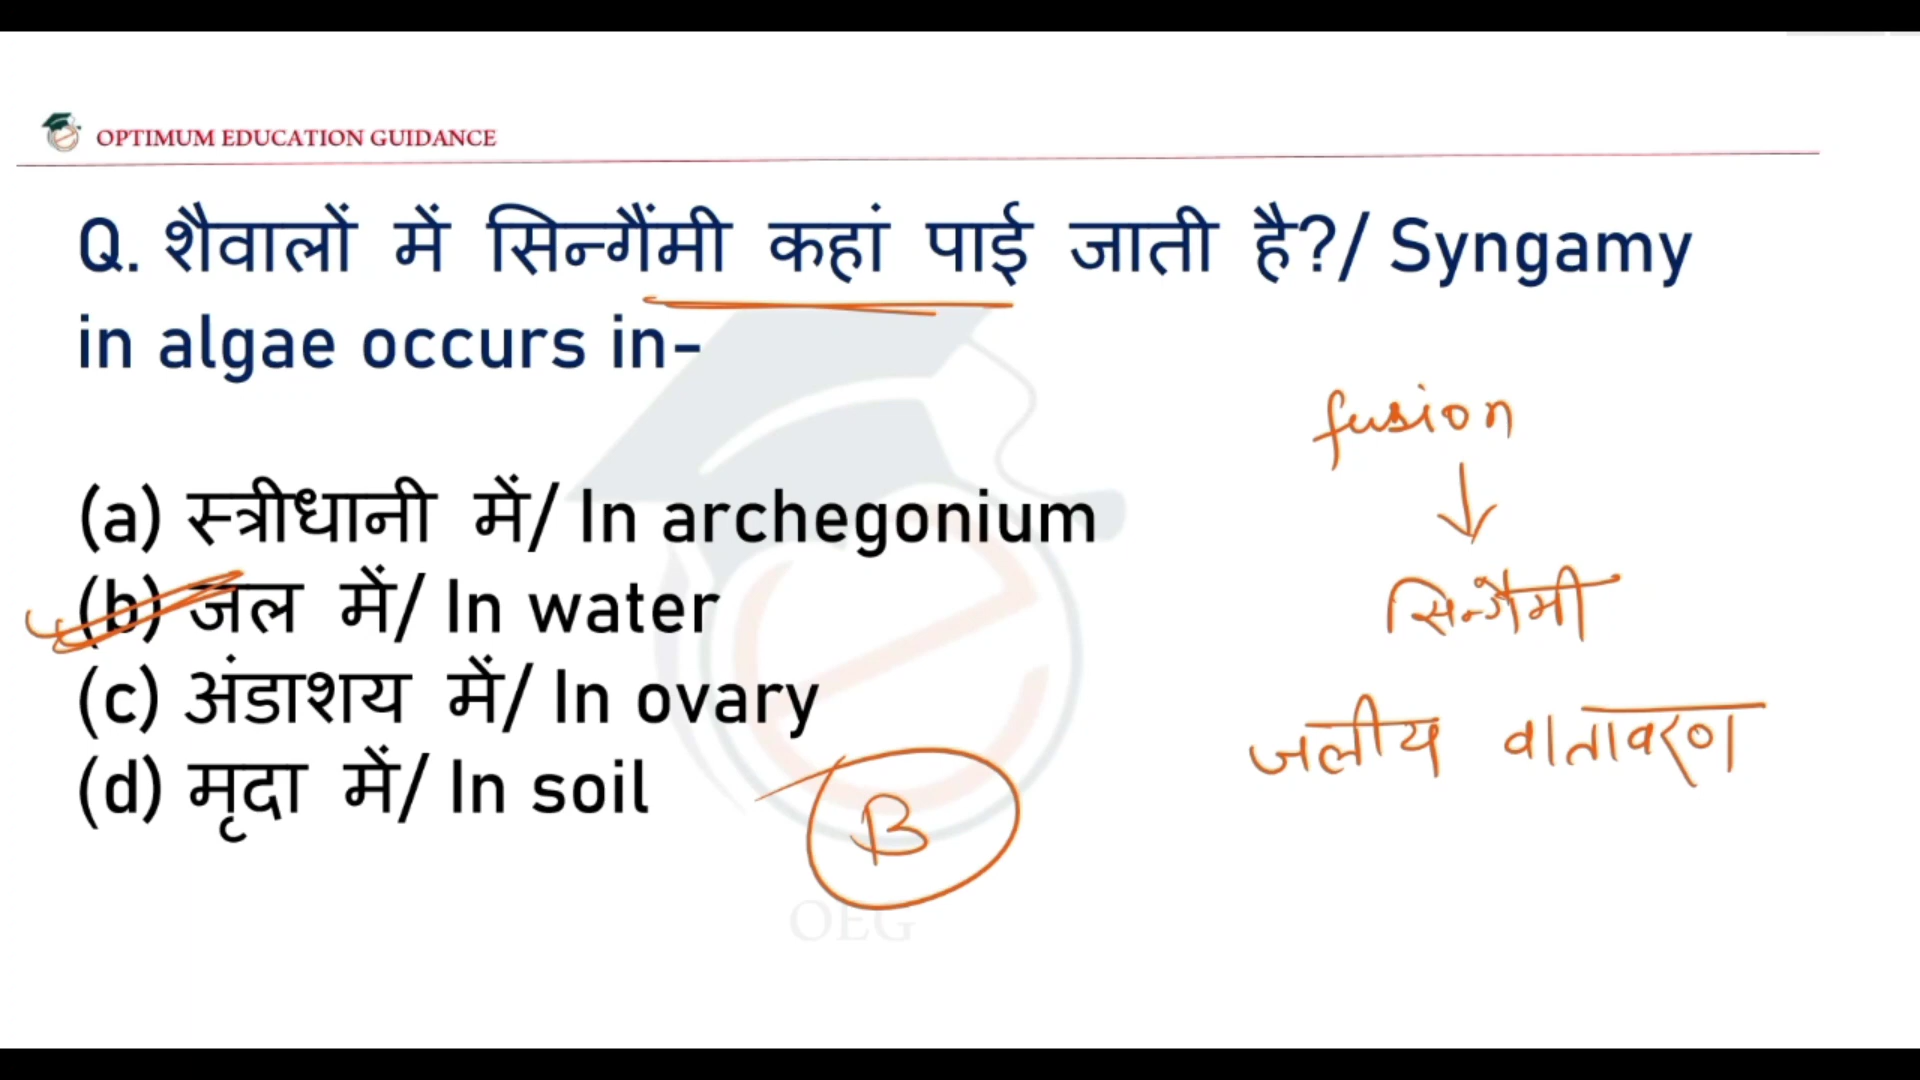 OPTIMUM EDUCATION GUIDANCE
Q. शैवालों में सिन्गैंमी कहां पाई जाती है?/ Syngamy
in algae occurs in-
fusion
(a) स्त्रीधानी में/ In archegonium
(b) जल में/ In water
सिन्गैमी
(c) अंडाशय में/ In ovary
जलीय वातावरण
(d) मृदा में/ In soil
B
OEG